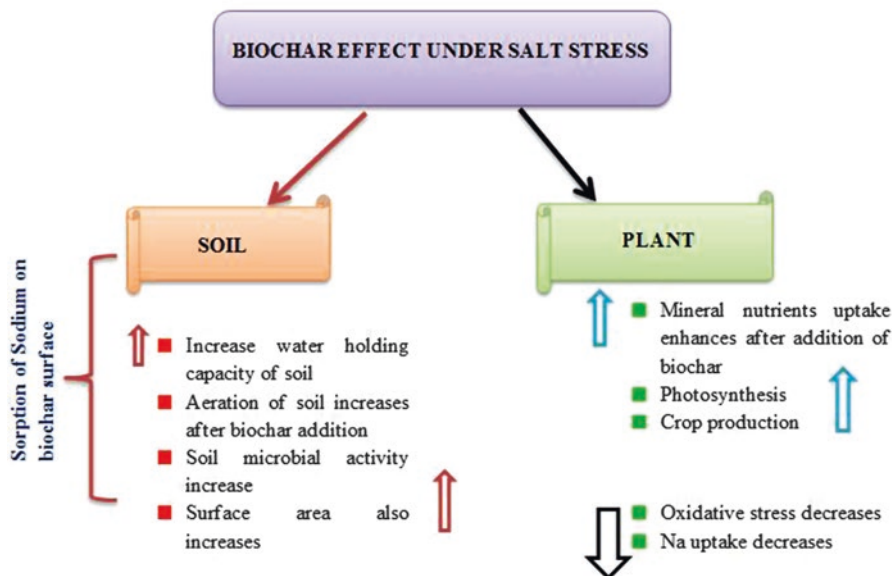 BIOCHAR EFFECT UNDER SALT STRESS
SOIL
PLANT
Sorption of Sodium on
biochar surface
Increase water holding
capacity of soil
Aeration of soil increases
after biochar addition
Soil microbial activity
increase
Surface area also
increases
Mineral nutrients uptake
enhances after addition of
biochar
Photosynthesis
Crop production
Oxidative stress decreases
Na uptake decreases